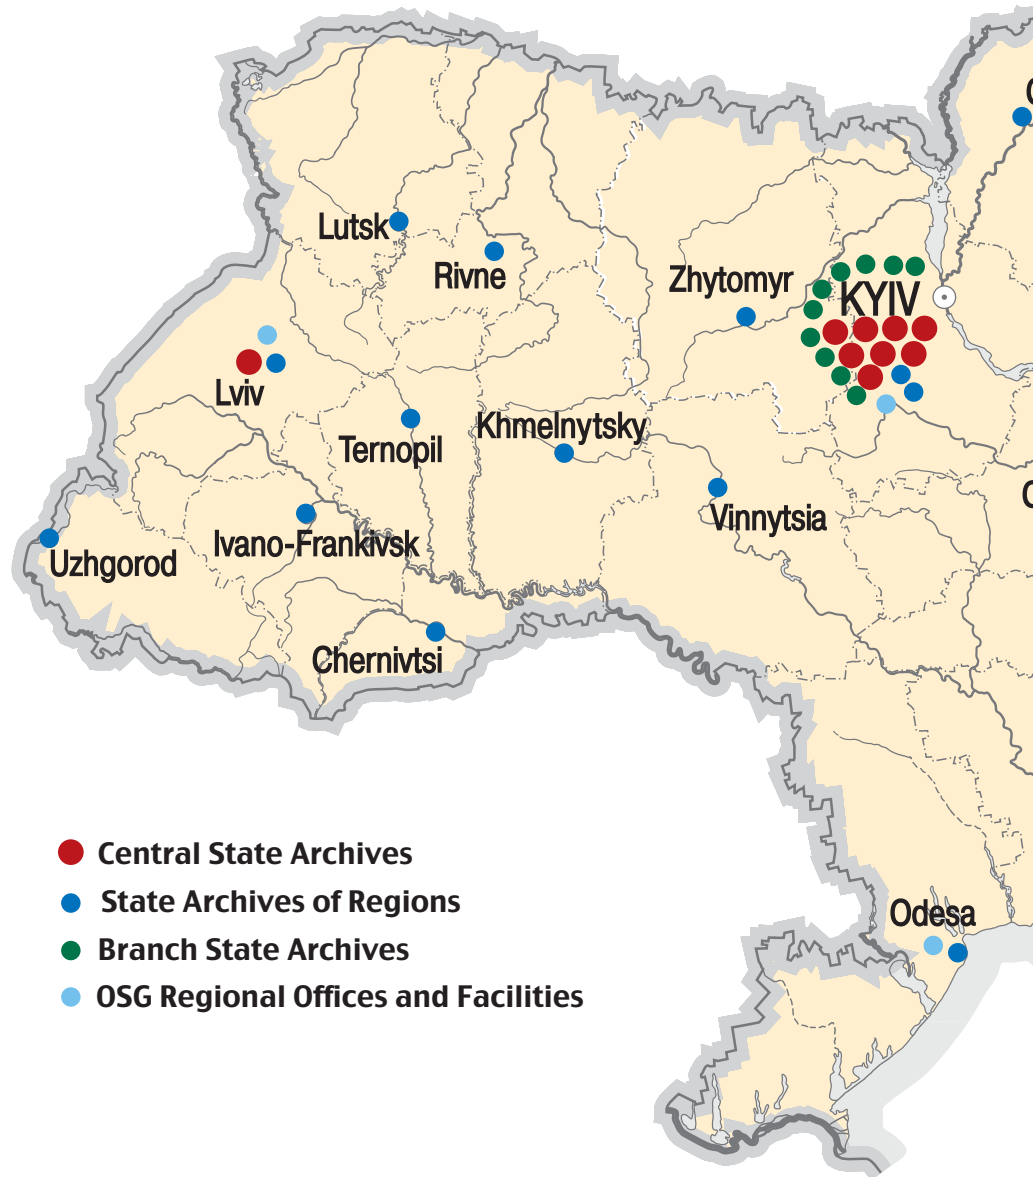 Lutsk
Rivne
Zhytomyr
KYIV
Lviv
Ternopil
Khmelnytsky
Vinnytsia
Ivano-Frankivsk
Uzhgorod
Chernivtsi
Central State Archives
State Archives of Regions
Branch State Archives
OSG Regional Offices and Facilities
Odesa